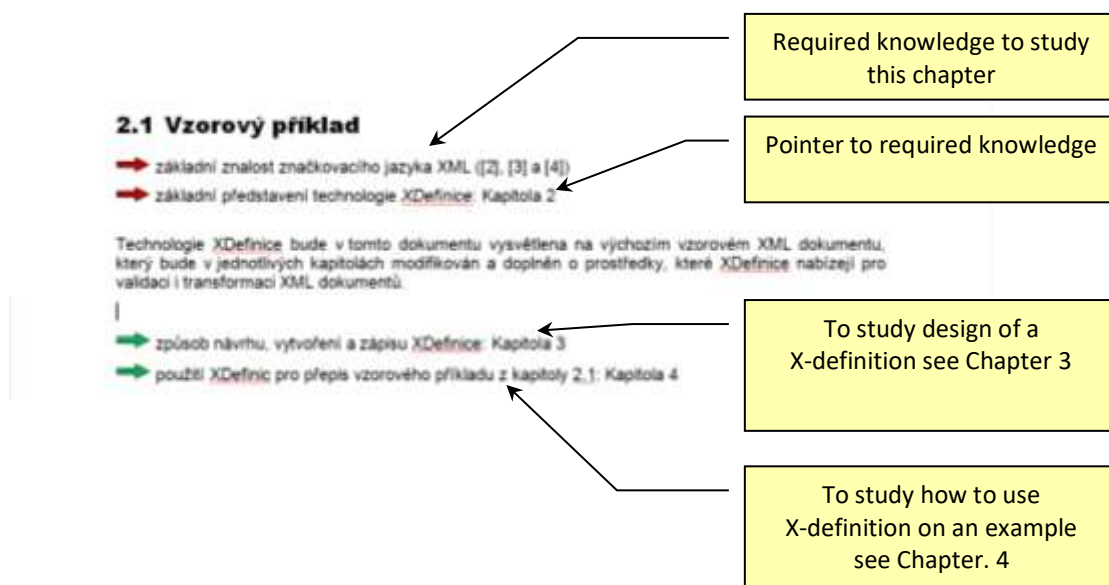 Required knowledge to study
this chapter
2.1 Vzorový příklad
základní znalost značkovacího jazyka XML ([2], [3] a [4])
Pointer to required knowledge
základní představení technologie XDefinice: Kapitola 2
Technologie XDefinice bude v tomto dokumentu vysvětlena na výchozím vzorovém XML dokumentu,
který bude v jednotlivých kapitolách modifikován a doplněn o prostředky, které XDefinice nabízejí pro
validaci i transformaci XML dokumentů.
způsob návrhu, vytvoření a zápisu XDefinice: Kapitola 3
použití XDefinic pro přepis vzorového příkladu z kapitoly 2.1: Kapitola 4
To study design of a
X-definition see Chapter 3
To study how to use
X-definition on an example
see Chapter. 4